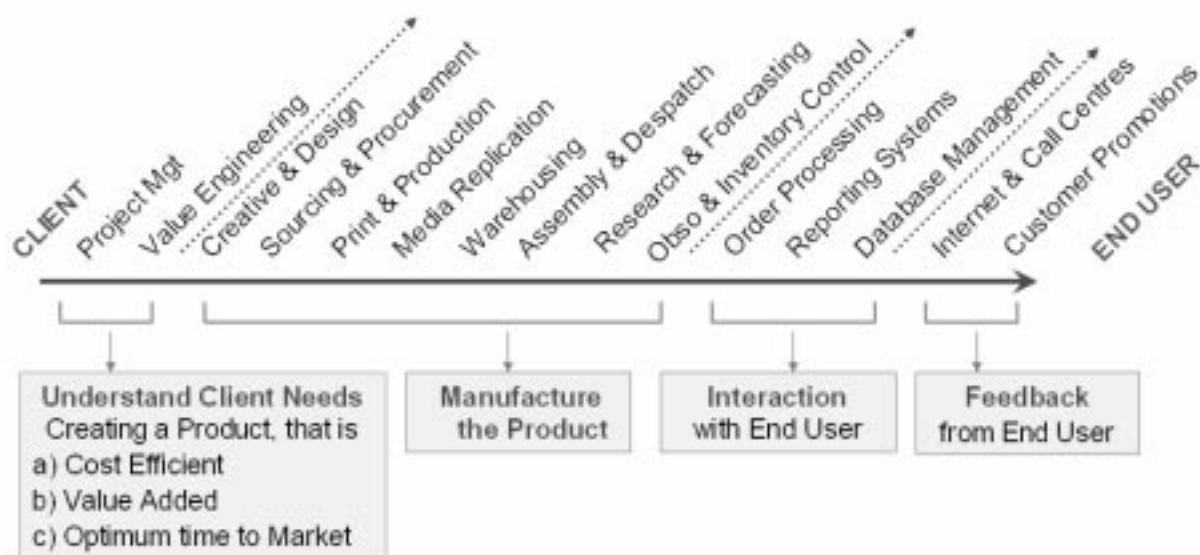 CLIENT
Project Mgt
Value Engineering
Creative & Design
Sourcing & Procurement
Print & Production
Media Replication
Warehousing
Assembly & Despatch
Research & Forecasting
Obso & Inventory Control
Order Processing
Reporting Systems
Database Management
Internet & Call Centres
Customer Promotions
END USER
Understand Client Needs
Creating a Product, that is
a) Cost Efficient
b) Value Added
c) Optimum time to Market
Manufacture
the Product
Interaction
with End User
Feedback
from End User